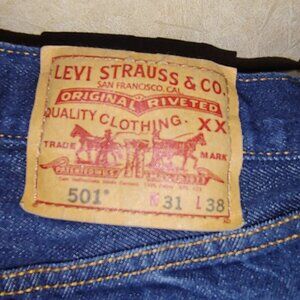 LEVI STRAUSS & CO.
SAN FRANCISCO, CAL.
ORIGINAL RIVETED
QUALITY CLOTHING. XX
TRADE MARK
501* W 31 L 38